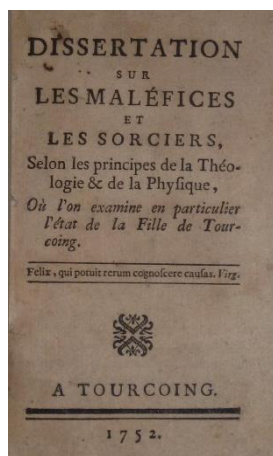 DISSERTATION
SUR
LES MALÉFICES
ET
LES SORCIERS,
Selon les principes de la Théo-
logie & de la Phyſique,
Où l'on examine en particulier
l'état de la Fille de Tour-
coing.
Felix, qui potuit rerum cognoſcere cauſas. Virg.
A TOURCOING.
1752.